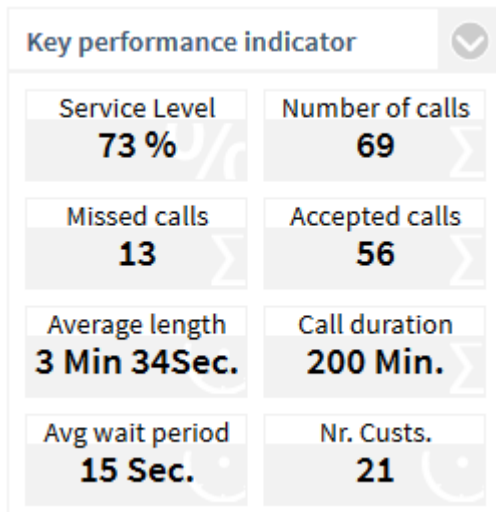 Key performance indicator
Service Level
73 %
Number of calls
69
Missed calls
13
Accepted calls
56
Average length
3 Min 34Sec.
Call duration
200 Min.
Avg wait period
15 Sec.
Nr. Custs.
21